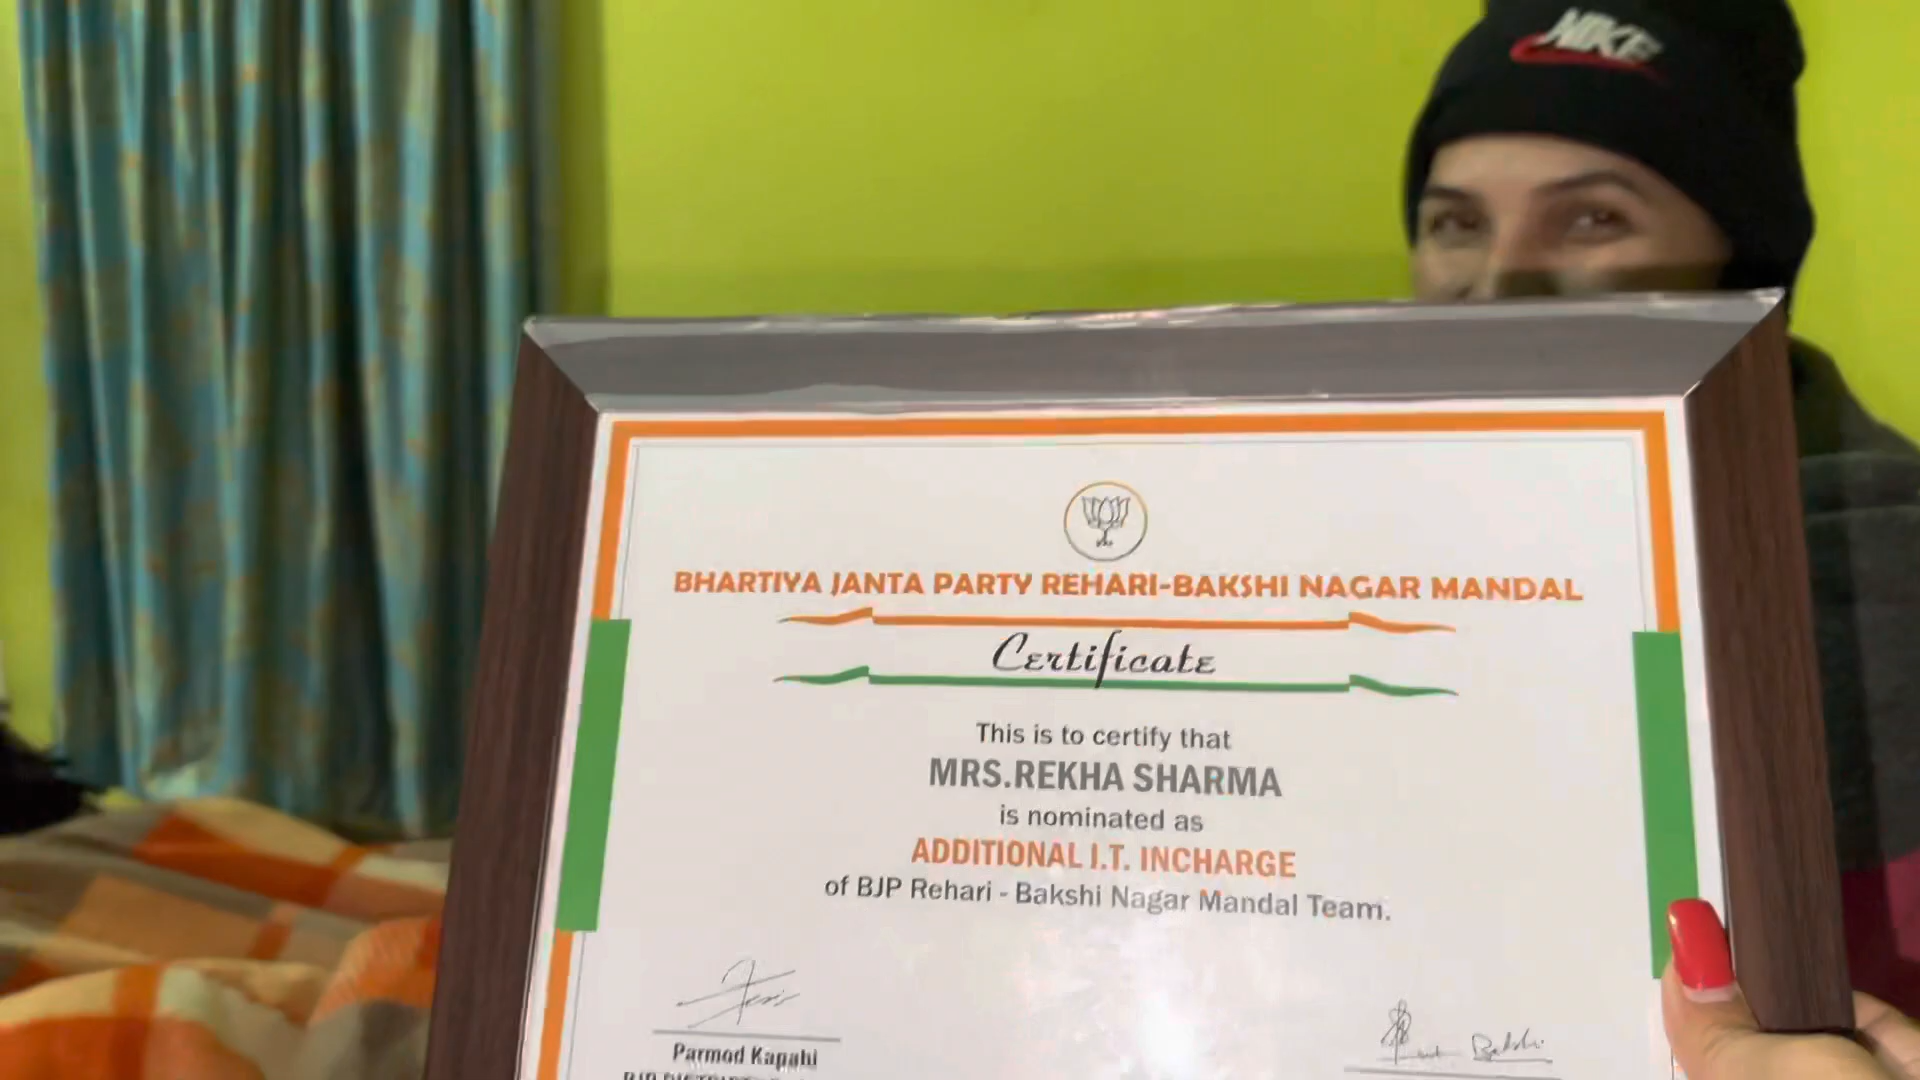 NIKE
BHARTIYA JANTA PARTY REHARI-BAKSHI NAGAR MANDAL
Certificate
This is to certify that
MRS.REKHA SHARMA
is nominated as
ADDITIONAL I.T. INCHARGE
of BJP Rehari - Bakshi Nagar Mandal Team.
Parmod Kapahi